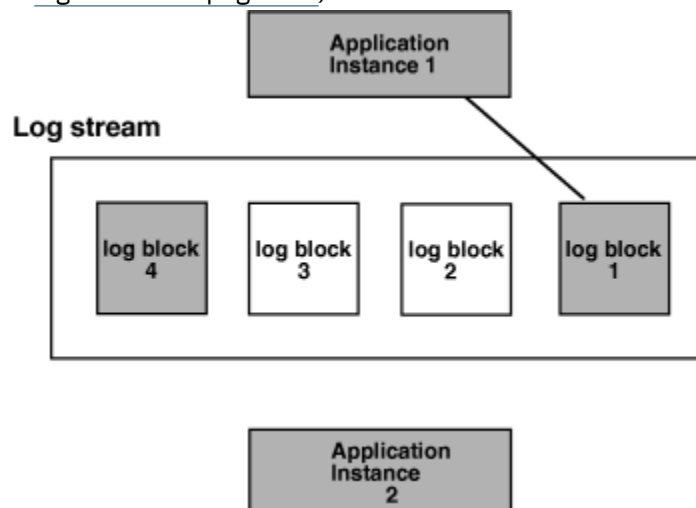 Application
Instance 1
Log stream
log block
4
log block
3
log block
2
log block
1
Application
Instance
2